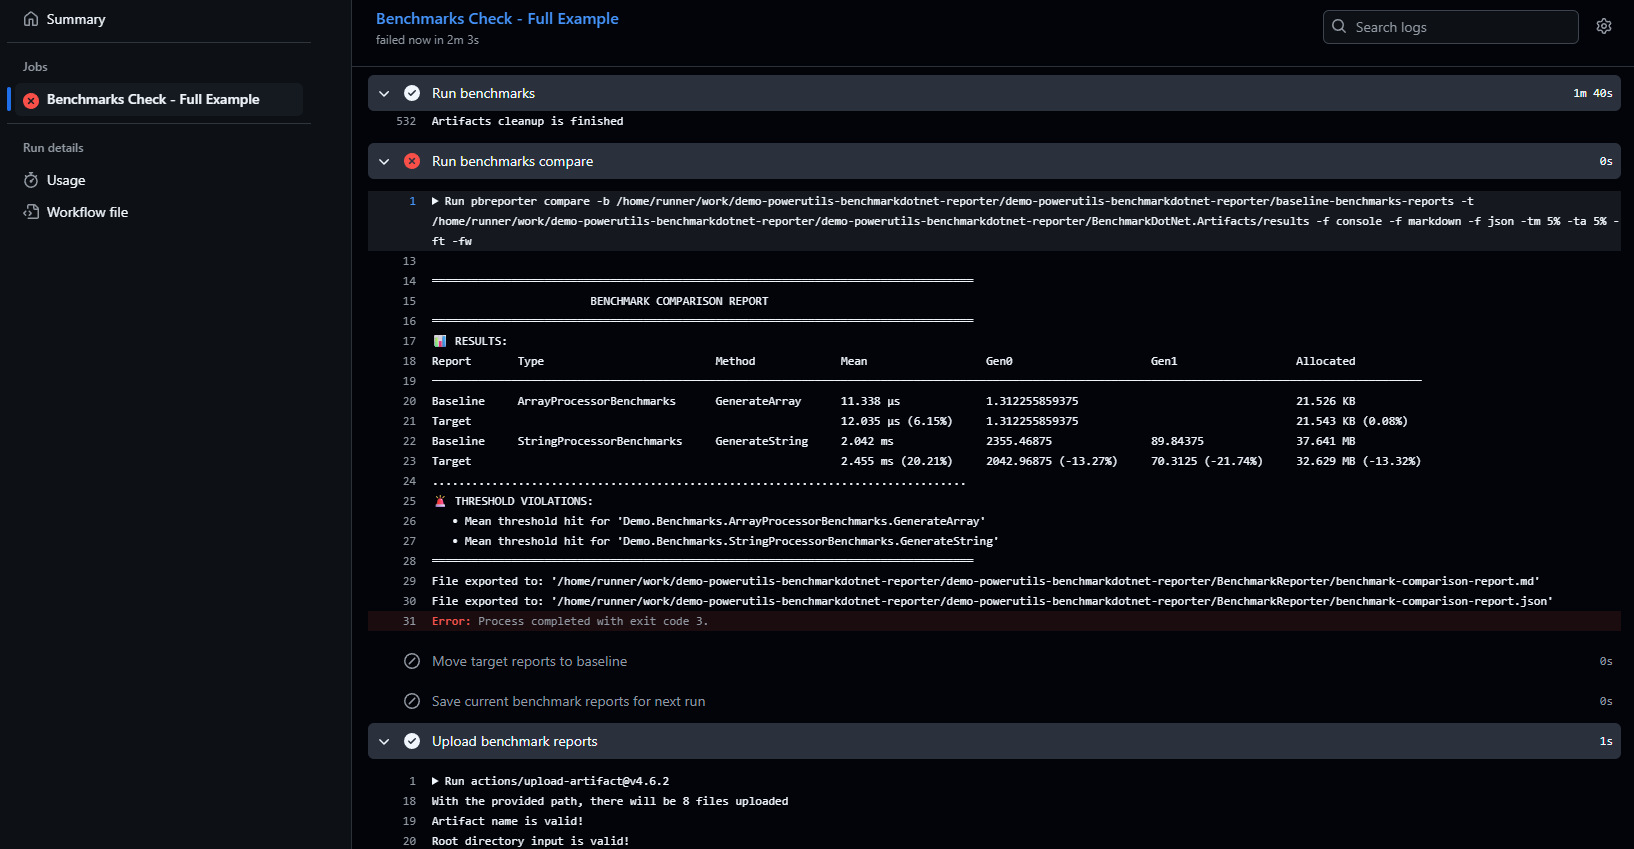 Summary
Jobs
Benchmarks Check - Full Example
Run details
Usage
Workflow file
Benchmarks Check - Full Example
failed now in 2m 3s
Search logs
Run benchmarks 1m 40s
532 Artifacts cleanup is finished
Run benchmarks compare 0s
1 Run pbreporter compare -b /home/runner/work/demo-powerutils-benchmarkdotnet-reporter/demo-powerutils-benchmarkdotnet-reporter/baseline-benchmarks-reports -t
/home/runner/work/demo-powerutils-benchmarkdotnet-reporter/demo-powerutils-benchmarkdotnet-reporter/BenchmarkDotNet.Artifacts/results -f console -f markdown -f json -tm 5% -ta 5% -
ft -fw
13
14
15 BENCHMARK COMPARISON REPORT
16
17 📊 RESULTS:
18 Report Type Method Mean Gen0 Gen1 Allocated
19
20 Baseline ArrayProcessorBenchmarks GenerateArray 11.338 μs 1.312255859375 21.526 KB
21 Target 12.035 μs (6.15%) 1.312255859375 21.543 KB (0.08%)
22 Baseline StringProcessorBenchmarks GenerateString 2.042 ms 2355.46875 89.84375 37.641 MB
23 Target 2.455 ms (20.21%) 2042.96875 (-13.27%) 70.3125 (-21.74%) 32.629 MB (-13.32%)
24 .................................................................................
25 🚨 THRESHOLD VIOLATIONS:
26 • Mean threshold hit for 'Demo.Benchmarks.ArrayProcessorBenchmarks.GenerateArray'
27 • Mean threshold hit for 'Demo.Benchmarks.StringProcessorBenchmarks.GenerateString'
28
29 File exported to: '/home/runner/work/demo-powerutils-benchmarkdotnet-reporter/demo-powerutils-benchmarkdotnet-reporter/BenchmarkReporter/benchmark-comparison-report.md'
30 File exported to: '/home/runner/work/demo-powerutils-benchmarkdotnet-reporter/demo-powerutils-benchmarkdotnet-reporter/BenchmarkReporter/benchmark-comparison-report.json'
31 Error: Process completed with exit code 3.
Move target reports to baseline 0s
Save current benchmark reports for next run 0s
Upload benchmark reports 1s
1 Run actions/upload-artifact@v4.6.2
18 With the provided path, there will be 8 files uploaded
19 Artifact name is valid!
20 Root directory input is valid!